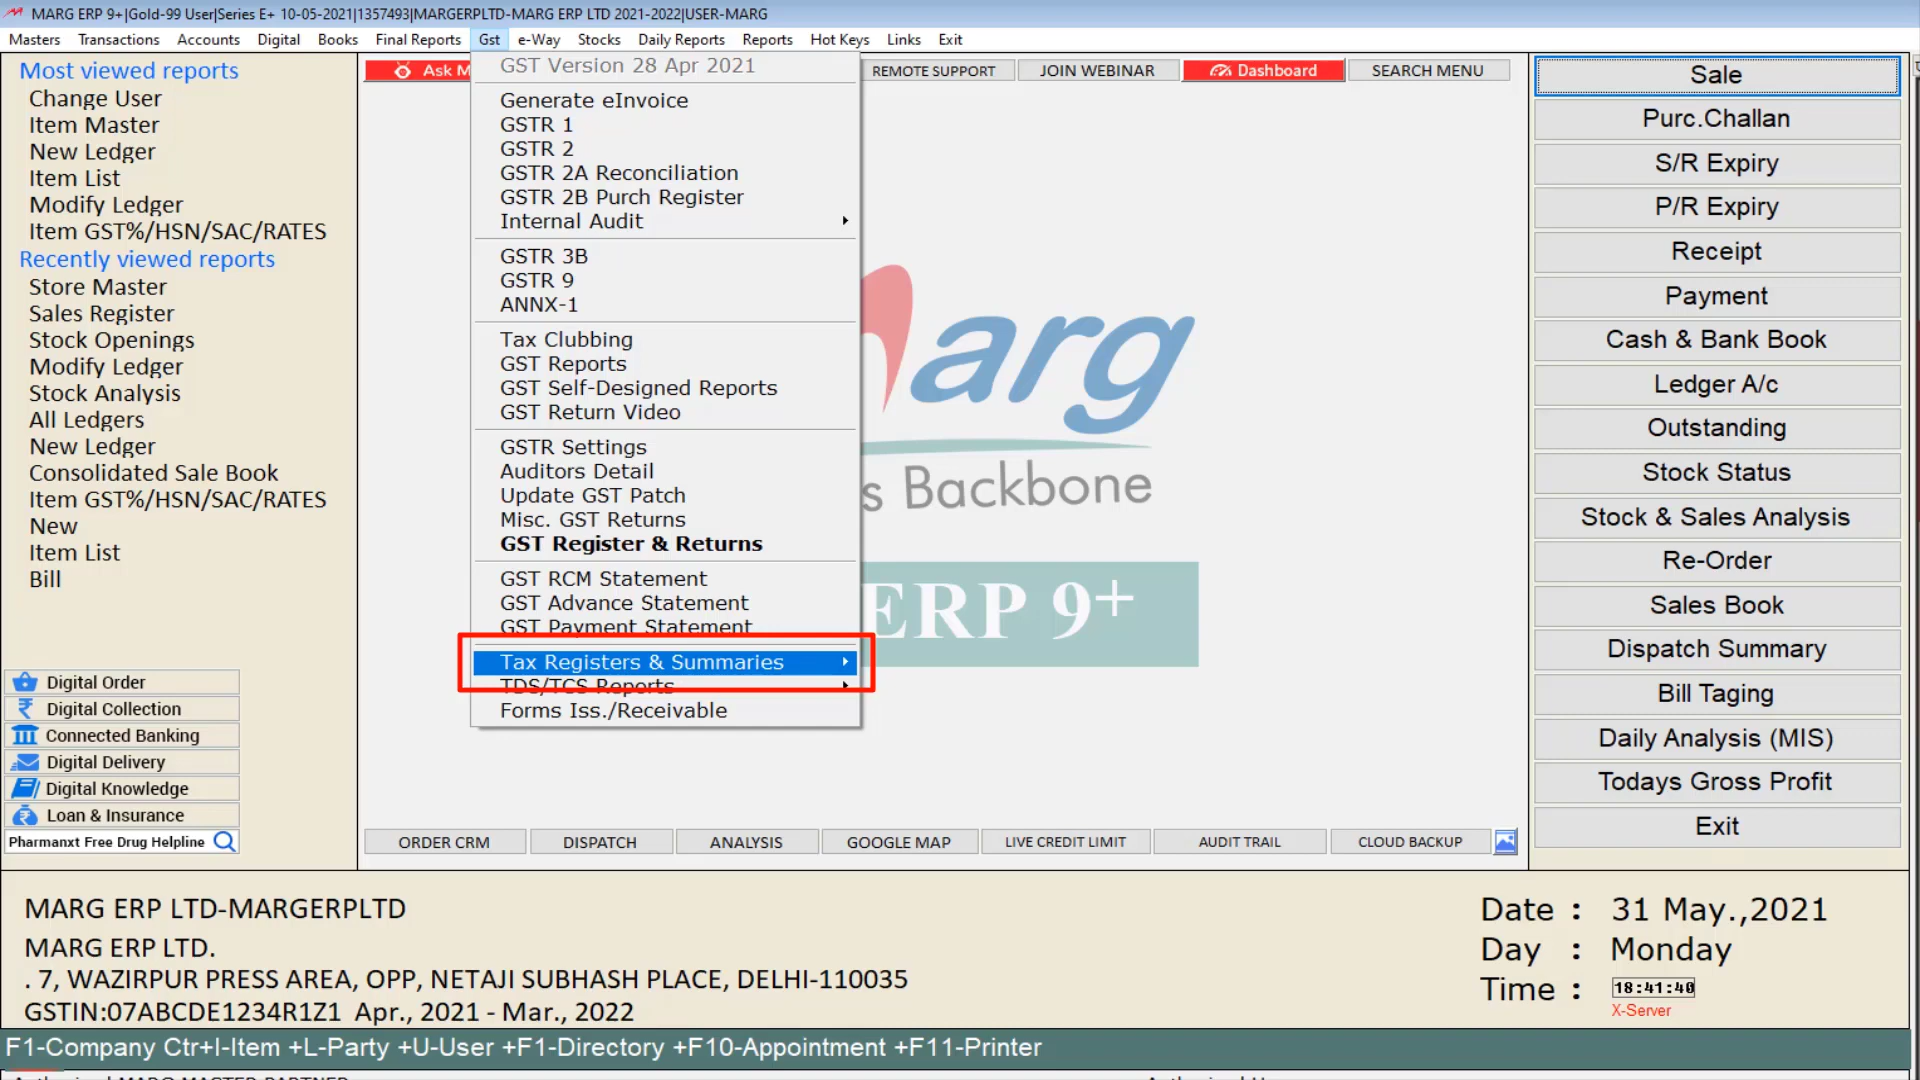 MARG ERP 9+|Gold-99 User|Series E+ 10-05-2021|1357493|MARGERPLTD-MARG ERP LTD 2021-2022|USER-MARG
Masters Transactions Accounts Digital Books Final Reports Gst e-Way Stocks Daily Reports Reports Hot Keys Links Exit
Most viewed reports
Change User
Item Master
New Ledger
Item List
Modify Ledger
Item GST%/HSN/SAC/RATES
Recently viewed reports
Store Master
Sales Register
Stock Openings
Modify Ledger
Stock Analysis
All Ledgers
New Ledger
Consolidated Sale Book
Item GST%/HSN/SAC/RATES
New
Item List
Bill
Digital Order
Digital Collection
Connected Banking
Digital Delivery
Digital Knowledge
Loan & Insurance
Pharmanxt Free Drug Helpline
Ask M
REMOTE SUPPORT JOIN WEBINAR Dashboard SEARCH MENU
GST Version 28 Apr 2021
Generate eInvoice
GSTR 1
GSTR 2
GSTR 2A Reconciliation
GSTR 2B Purch Register
Internal Audit
GSTR 3B
GSTR 9
ANNX-1
Tax Clubbing
GST Reports
GST Self-Designed Reports
GST Return Video
GSTR Settings
Auditors Detail
Update GST Patch
Misc. GST Returns
GST Register & Returns
GST RCM Statement
GST Advance Statement
GST Payment Statement
Tax Registers & Summaries
TDS/TCS Reports
Forms Iss./Receivable
marg
s Backbone
ERP 9+
ORDER CRM DISPATCH ANALYSIS GOOGLE MAP LIVE CREDIT LIMIT AUDIT TRAIL CLOUD BACKUP
Sale
Purc.Challan
S/R Expiry
P/R Expiry
Receipt
Payment
Cash & Bank Book
Ledger A/c
Outstanding
Stock Status
Stock & Sales Analysis
Re-Order
Sales Book
Dispatch Summary
Bill Taging
Daily Analysis (MIS)
Todays Gross Profit
Exit
MARG ERP LTD-MARGERPLTD
MARG ERP LTD.
. 7, WAZIRPUR PRESS AREA, OPP, NETAJI SUBHASH PLACE, DELHI-110035
GSTIN:07ABCDE1234R1Z1 Apr., 2021 - Mar., 2022
Date : 31 May.,2021
Day : Monday
Time : 18:41:40
X-Server
F1-Company Ctr+I-Item +L-Party +U-User +F1-Directory +F10-Appointment +F11-Printer